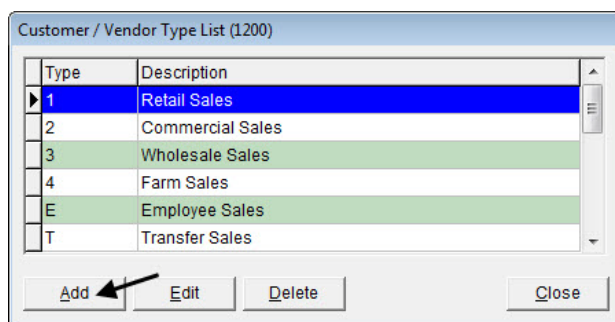 Customer / Vendor Type List (1200)
Type Description
1 Retail Sales
2 Commercial Sales
3 Wholesale Sales
4 Farm Sales
E Employee Sales
T Transfer Sales
Add Edit Delete Close